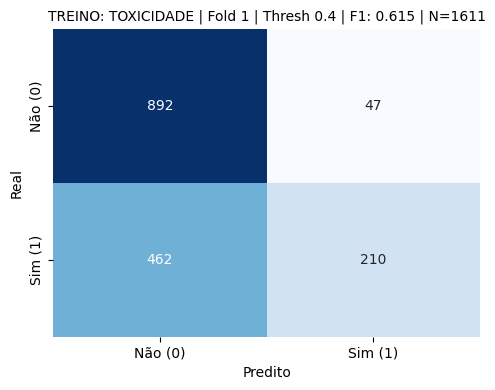 TREINO: TOXICIDADE | Fold 1 | Thresh 0.4 | F1: 0.615 | N=1611
Não (0)
892
47
Real
Sim (1)
462
210
Não (0)
Sim (1)
Predito